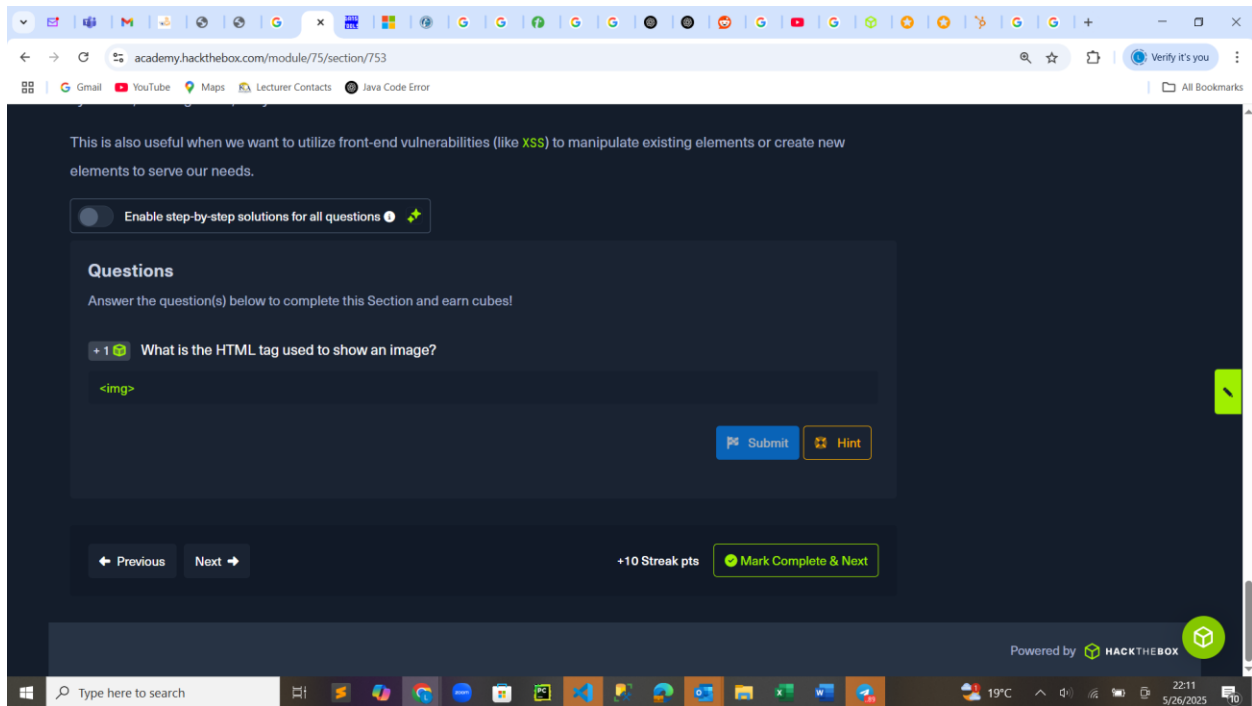 academy.hackthebox.com/module/75/section/753
Verify it's you
Gmail
YouTube
Maps
Lecturer Contacts
Java Code Error
All Bookmarks
This is also useful when we want to utilize front-end vulnerabilities (like XSS) to manipulate existing elements or create new
elements to serve our needs.
Enable step-by-step solutions for all questions
Questions
Answer the question(s) below to complete this Section and earn cubes!
+ 1 What is the HTML tag used to show an image?
<img>
Submit
Hint
Previous
Next
+10 Streak pts
Mark Complete & Next
Powered by HACKTHEBOX
Type here to search
19°C
22:11
5/26/2025